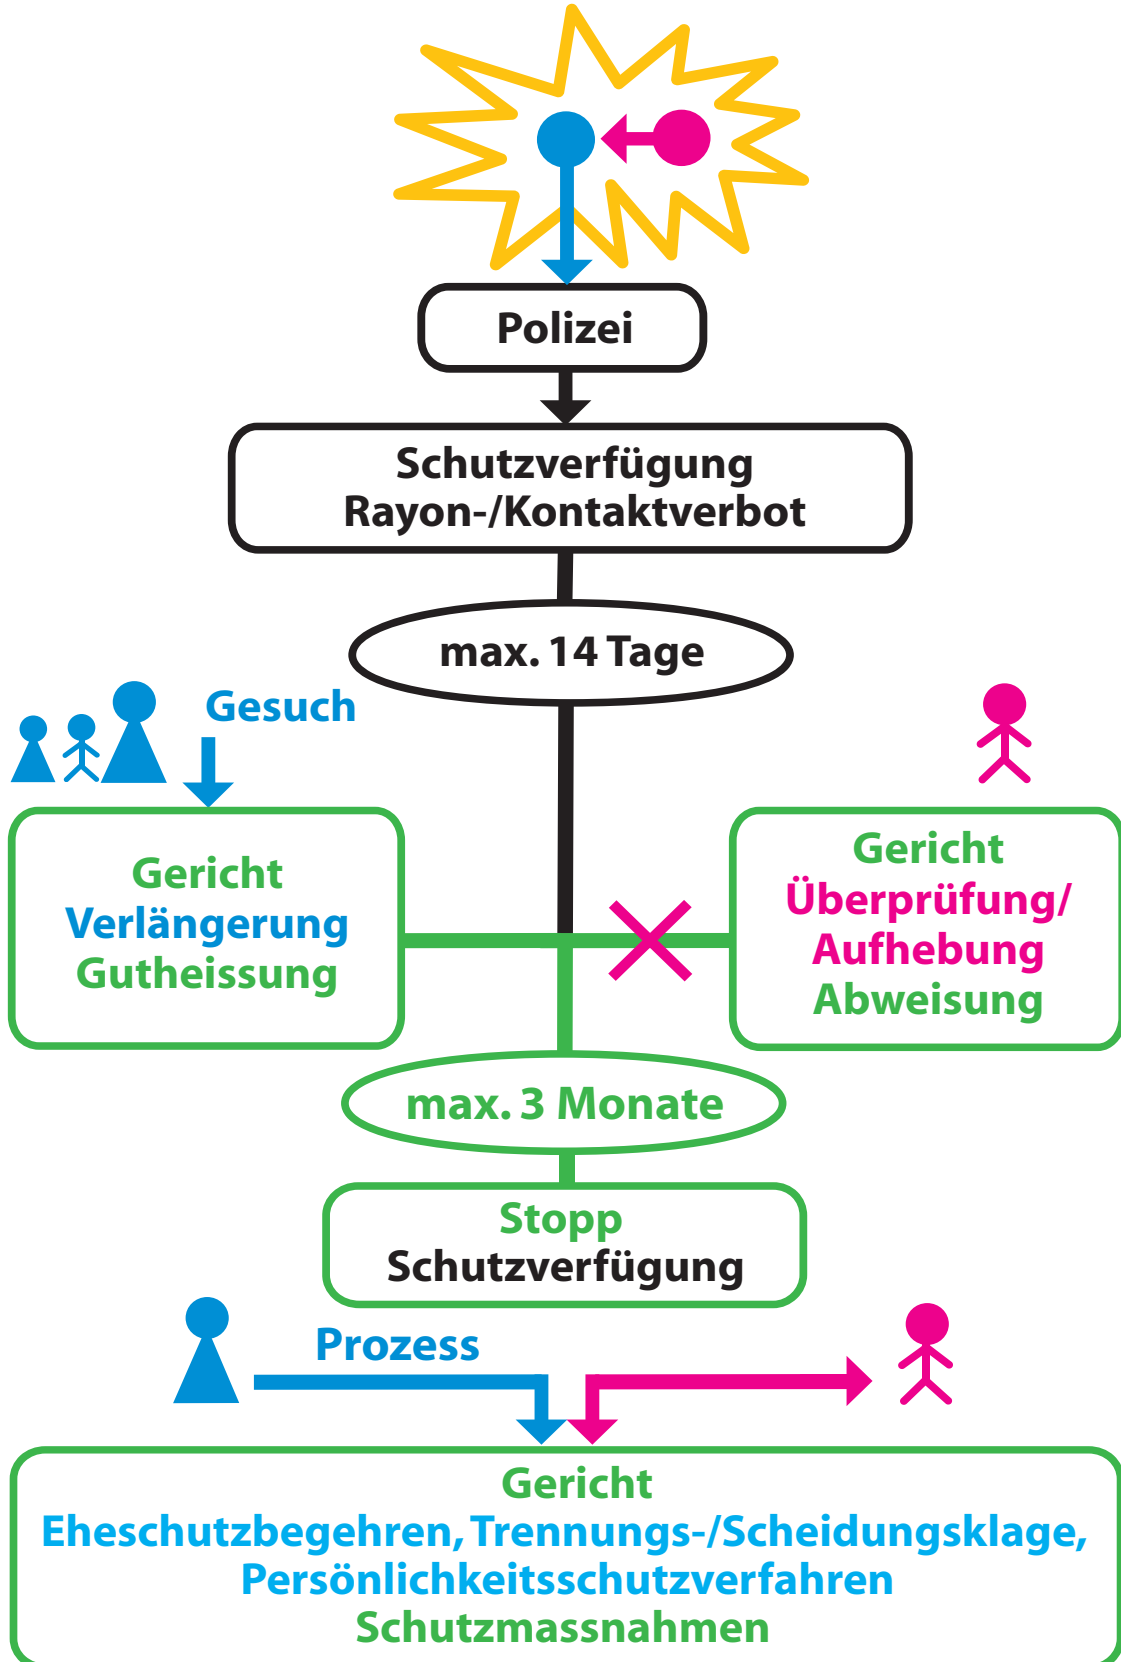 Polizei
Schutzverfügung
Rayon-/Kontaktverbot
max. 14 Tage
Gesuch
Gericht
Verlängerung
Gutheissung
Gericht
Überprüfung/
Aufhebung
Abweisung
max. 3 Monate
Stopp
Schutzverfügung
Prozess
Gericht
Eheschutzbegehren, Trennungs-/Scheidungsklage,
Persönlichkeitsschutzverfahren
Schutzmassnahmen